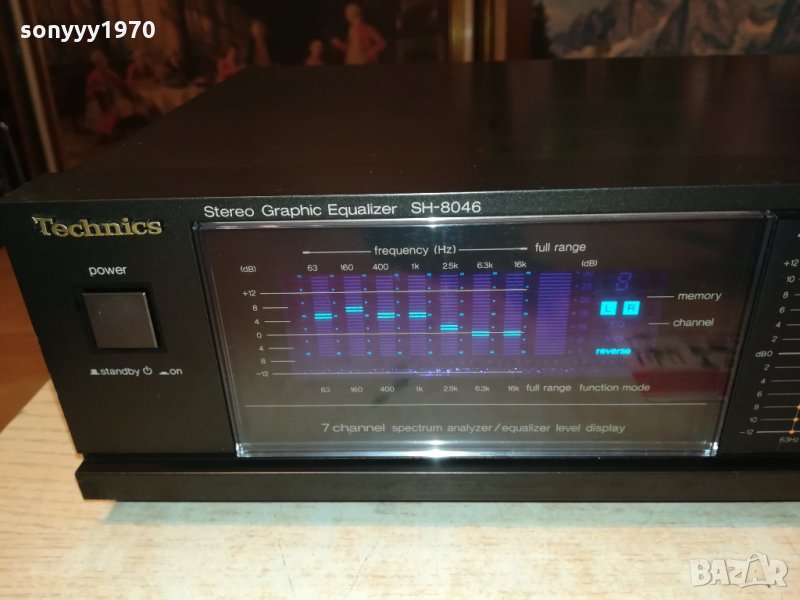 sonyyy1970
Technics
Stereo Graphic Equalizer SH-8046
power
standby on
frequency (Hz) full range
(dB) 63 160 400 1k 2.5k 6.3k 16k (dB)
+12
8
4
0
4
8
-12
L R
memory
channel
reverse
63 160 400 1k 2.5k 6.3k 16k full range function mode
7 channel spectrum analyzer/equalizer level display
+12
10
8
6
4
2
dB0
2
4
6
8
10
-12
63Hz
BAZAR